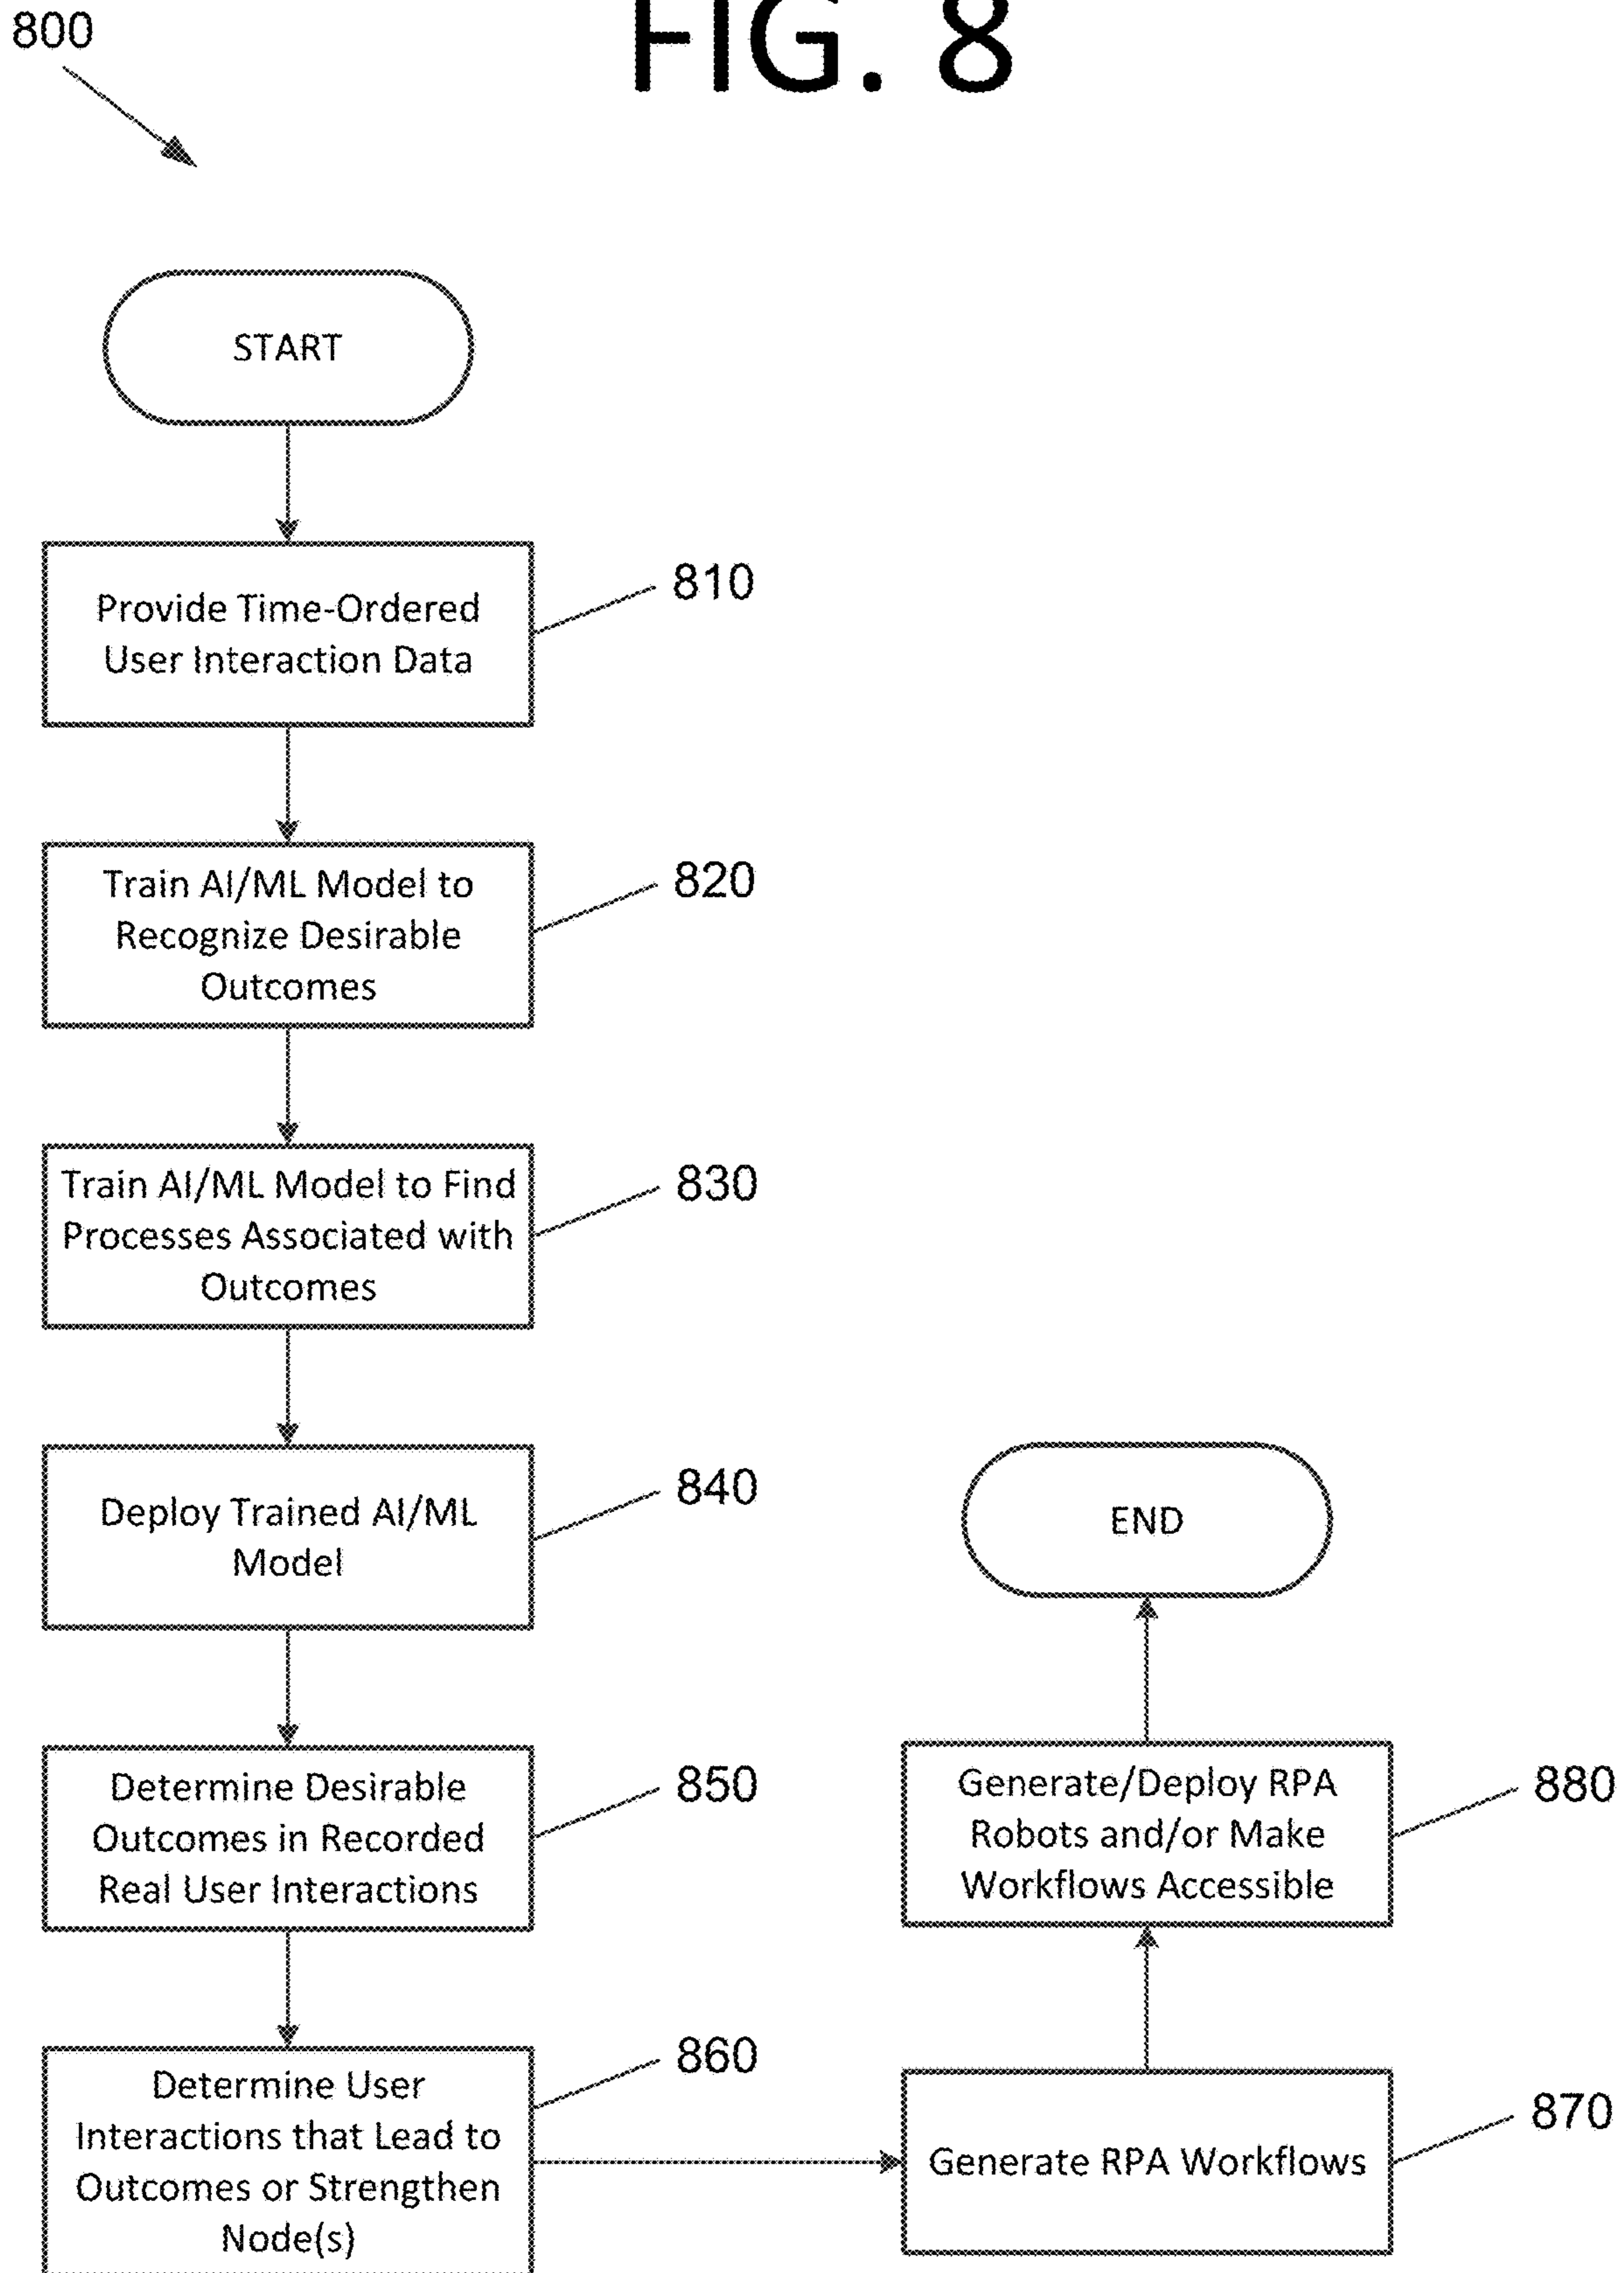 FIG. 8
800
START
Provide Time-Ordered
User Interaction Data
810
Train AI/ML Model to
Recognize Desirable
Outcomes
820
Train AI/ML Model to Find
Processes Associated with
Outcomes
830
Deploy Trained AI/ML
Model
840
Determine Desirable
Outcomes in Recorded
Real User Interactions
850
Determine User
Interactions that Lead to
Outcomes or Strengthen
Node(s)
860
Generate RPA Workflows
870
Generate/Deploy RPA
Robots and/or Make
Workflows Accessible
880
END